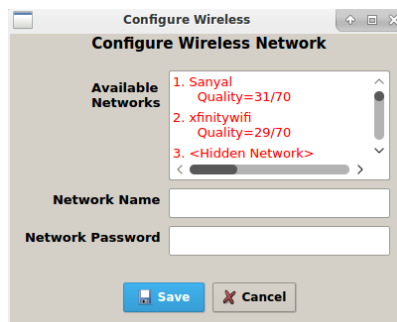 Configure Wireless
Configure Wireless Network
Available
Networks
1. Sanyal
Quality=31/70
2. xfinitywifi
Quality=29/70
3. <Hidden Network>
Network Name
Network Password
Save
Cancel